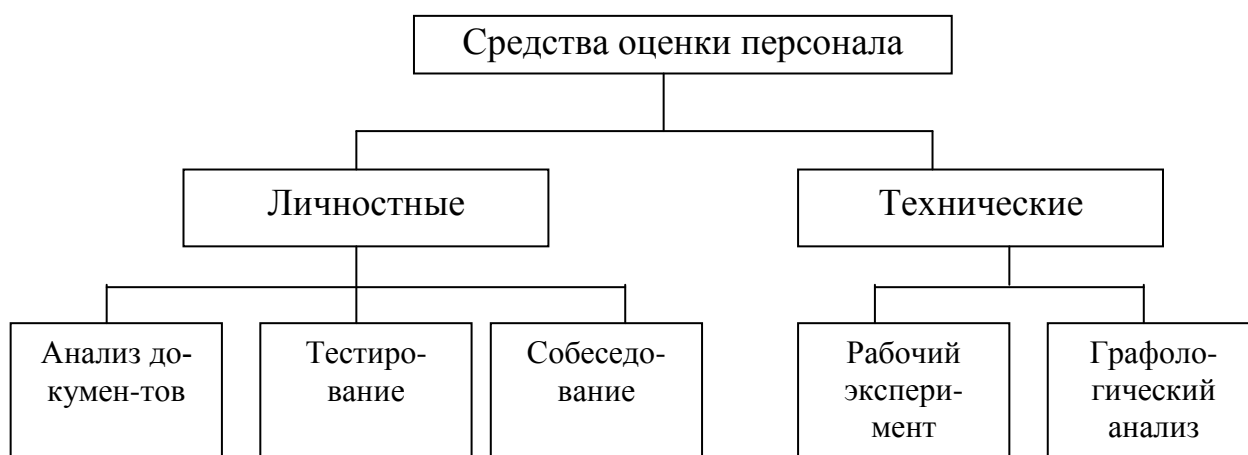 Средства оценки персонала
Личностные
Технические
Анализ до-
кумен-тов
Тестиро-
вание
Собеседо-
вание
Рабочий
экспери-
мент
Графоло-
гический
анализ